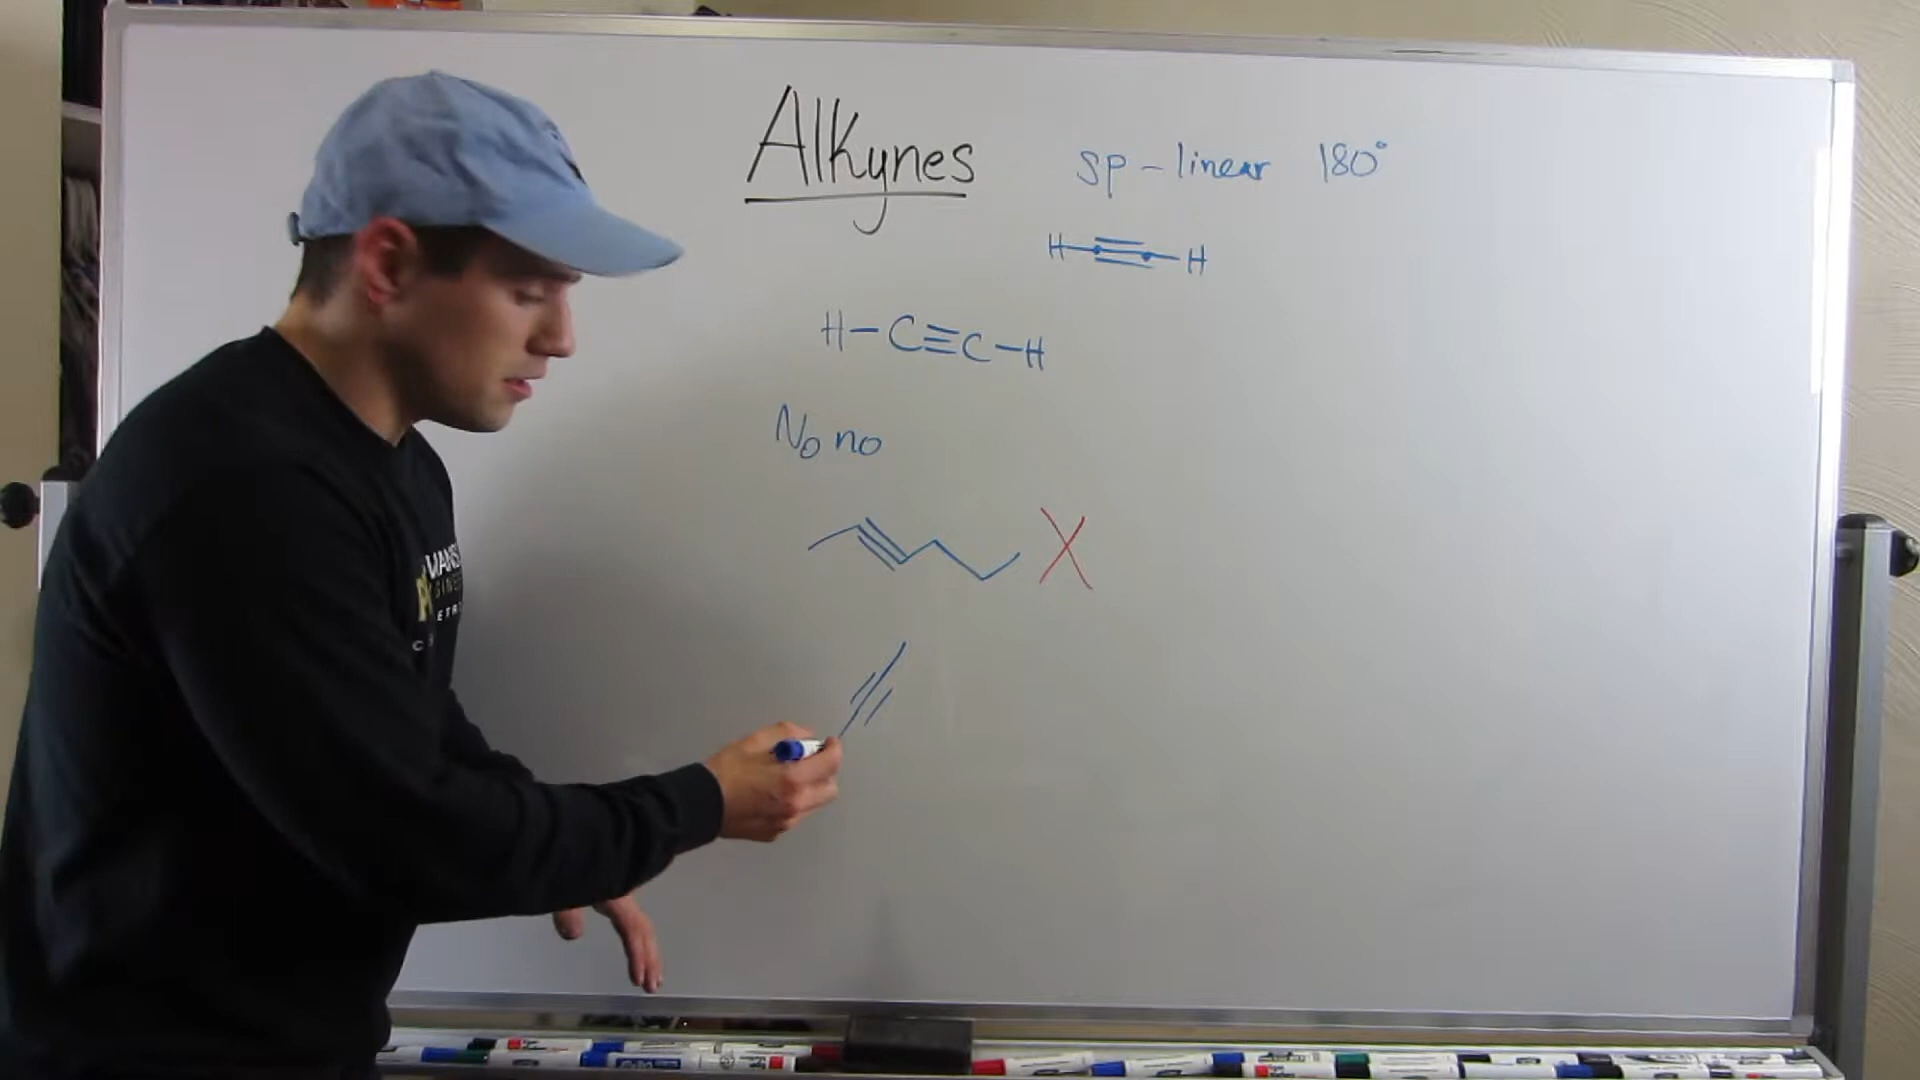 Alkynes
sp - linear 180°
H H
H-C≡C-H
No no
X